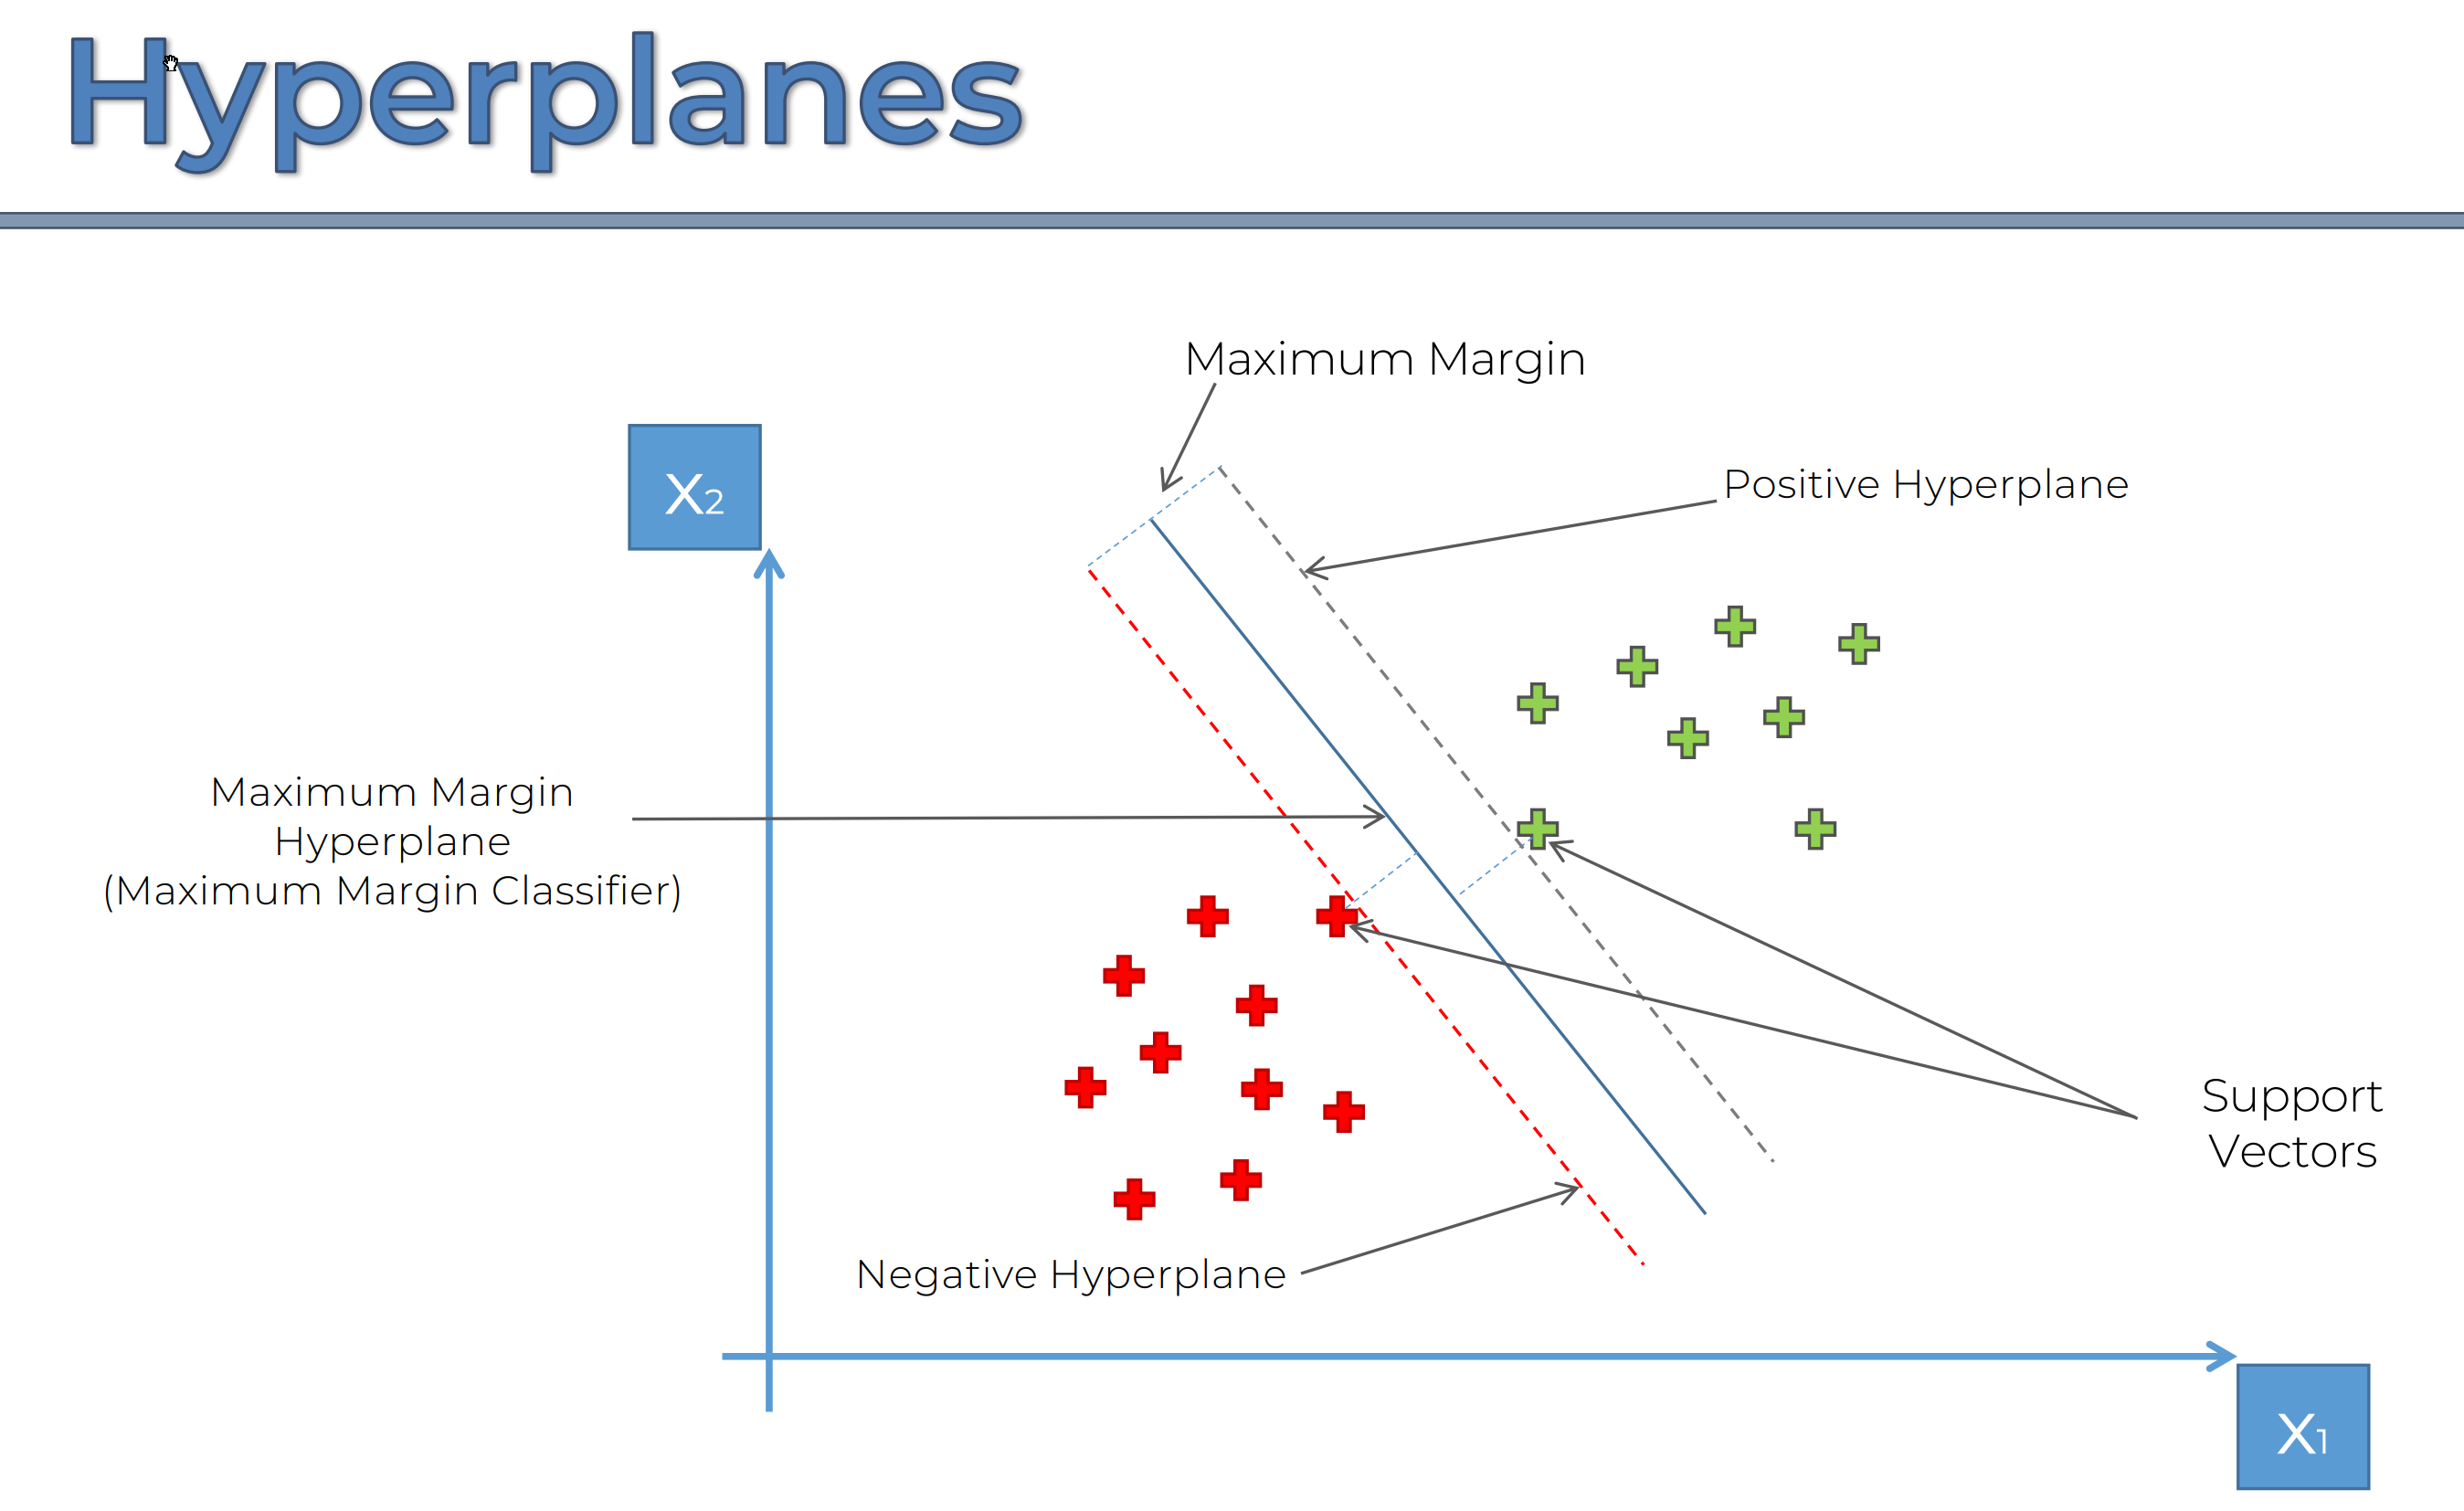 Hyperplanes
Maximum Margin
X₂
Positive Hyperplane
Maximum Margin
Hyperplane
(Maximum Margin Classifier)
Support
Vectors
Negative Hyperplane
X₁